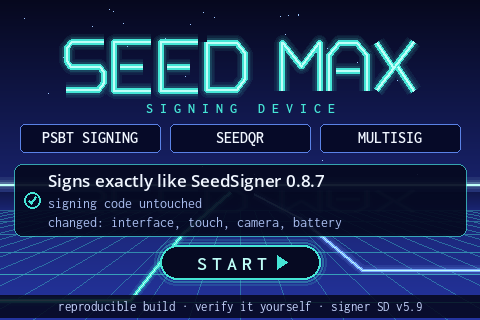 SEED MAX
SIGNING DEVICE
PSBT SIGNING
SEEDQR
MULTISIG
Signs exactly like SeedSigner 0.8.7
signing code untouched
changed: interface, touch, camera, battery
START
reproducible build · verify it yourself · signer SD v5.9